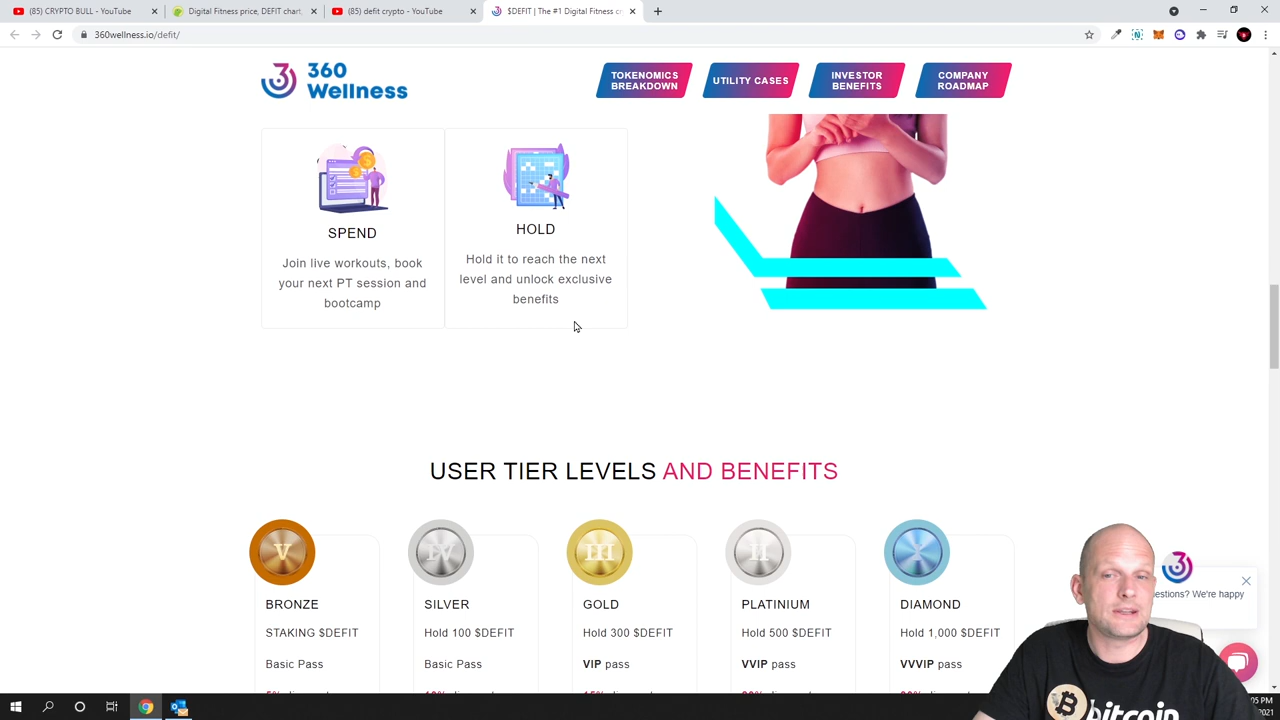 (85) CRYPTO BULL - YouTube
Digital Fitness price, DEFIT chart,
(85) defit crypto - YouTube
$DEFIT | The #1 Digital Fitness c
360wellness.io/defit/
360
Wellness
TOKENOMICS
BREAKDOWN
UTILITY CASES
INVESTOR
BENEFITS
COMPANY
ROADMAP
SPEND
Join live workouts, book
your next PT session and
bootcamp
HOLD
Hold it to reach the next
level and unlock exclusive
benefits
USER TIER LEVELS AND BENEFITS
V
IV
III
II
I
BRONZE
SILVER
GOLD
PLATINIUM
DIAMOND
STAKING $DEFIT
Hold 100 $DEFIT
Hold 300 $DEFIT
Hold 500 $DEFIT
Hold 1,000 $DEFIT
Basic Pass
Basic Pass
VIP pass
VVIP pass
VVVIP pass
estions? We're happy
bitcoin
:05 PM
2021